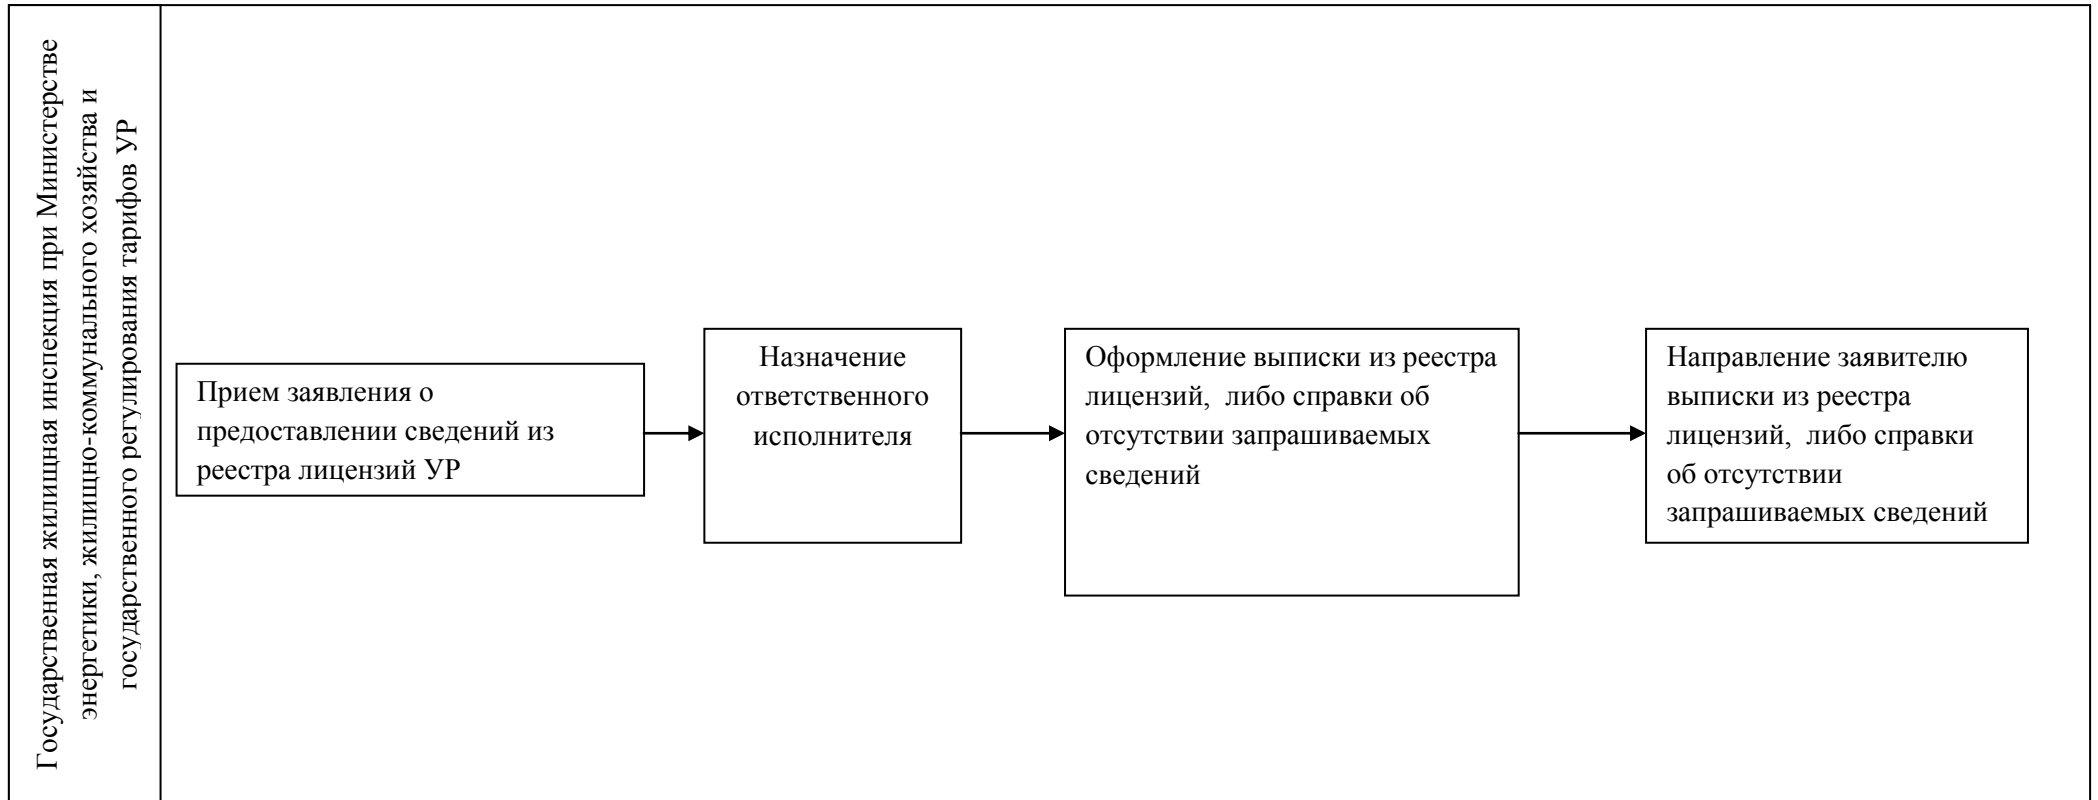 Государственная жилищная инспекция при Министерстве
энергетики, жилищно-коммунального хозяйства и
государственного регулирования тарифов УР
Прием заявления о
предоставлении сведений из
реестра лицензий УР
Назначение
ответственного
исполнителя
Оформление выписки из реестра
лицензий, либо справки об
отсутствии запрашиваемых
сведений
Направление заявителю
выписки из реестра
лицензий, либо справки
об отсутствии
запрашиваемых сведений